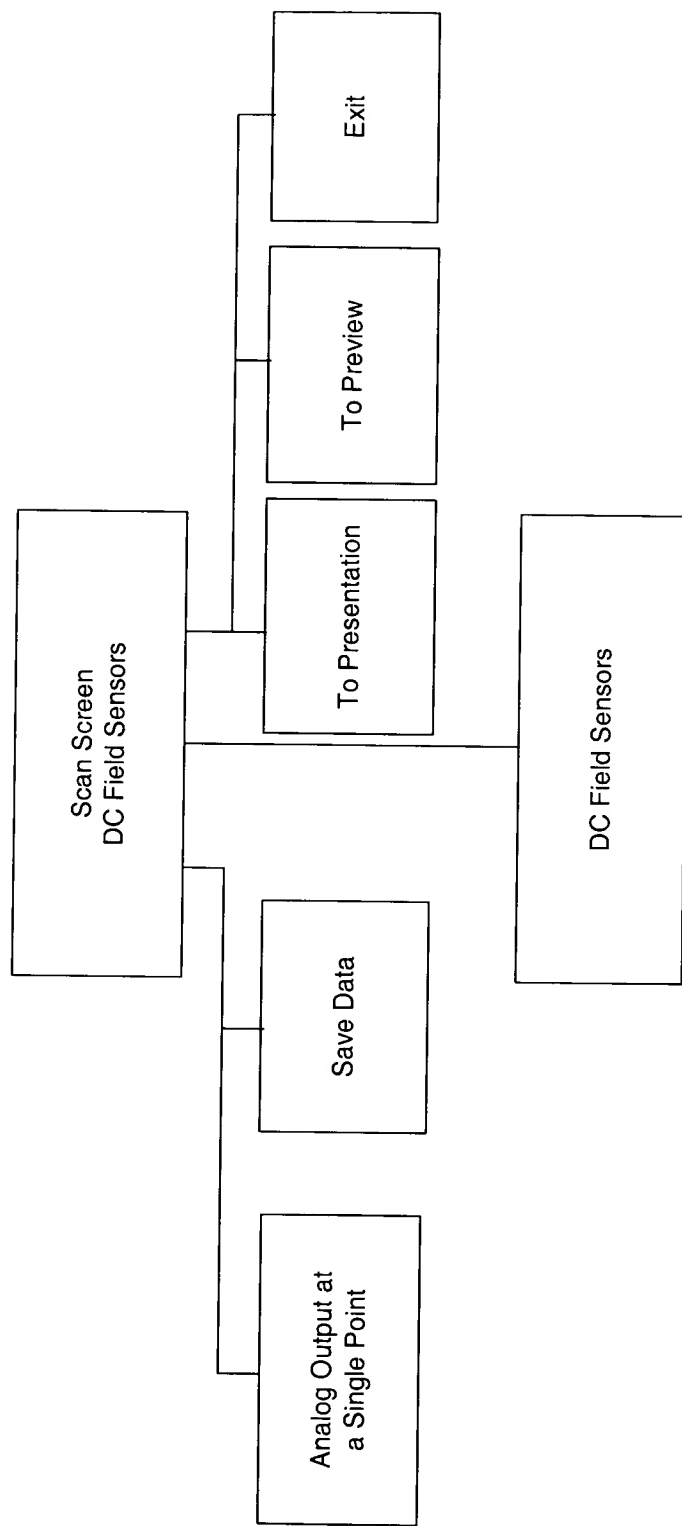 Scan Screen
DC Field Sensors
Analog Output at
a Single Point
Save Data
To Presentation
To Preview
Exit
DC Field Sensors